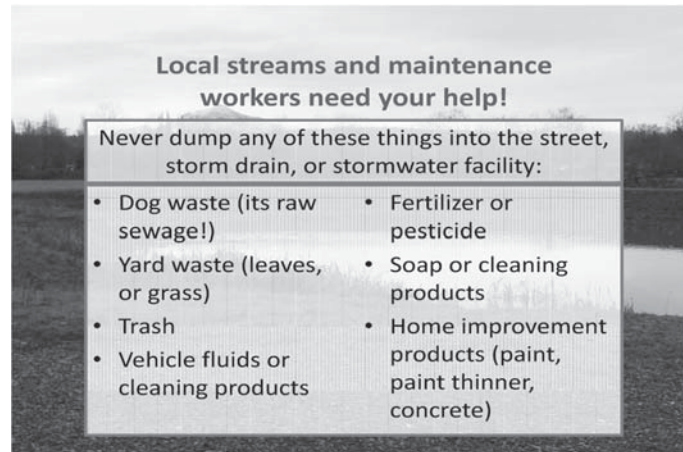 Local streams and maintenance
workers need your help!
Never dump any of these things into the street,
storm drain, or stormwater facility:
• Dog waste (its raw
sewage!)
• Yard waste (leaves,
or grass)
• Trash
• Vehicle fluids or
cleaning products
• Fertilizer or
pesticide
• Soap or cleaning
products
• Home improvement
products (paint,
paint thinner,
concrete)